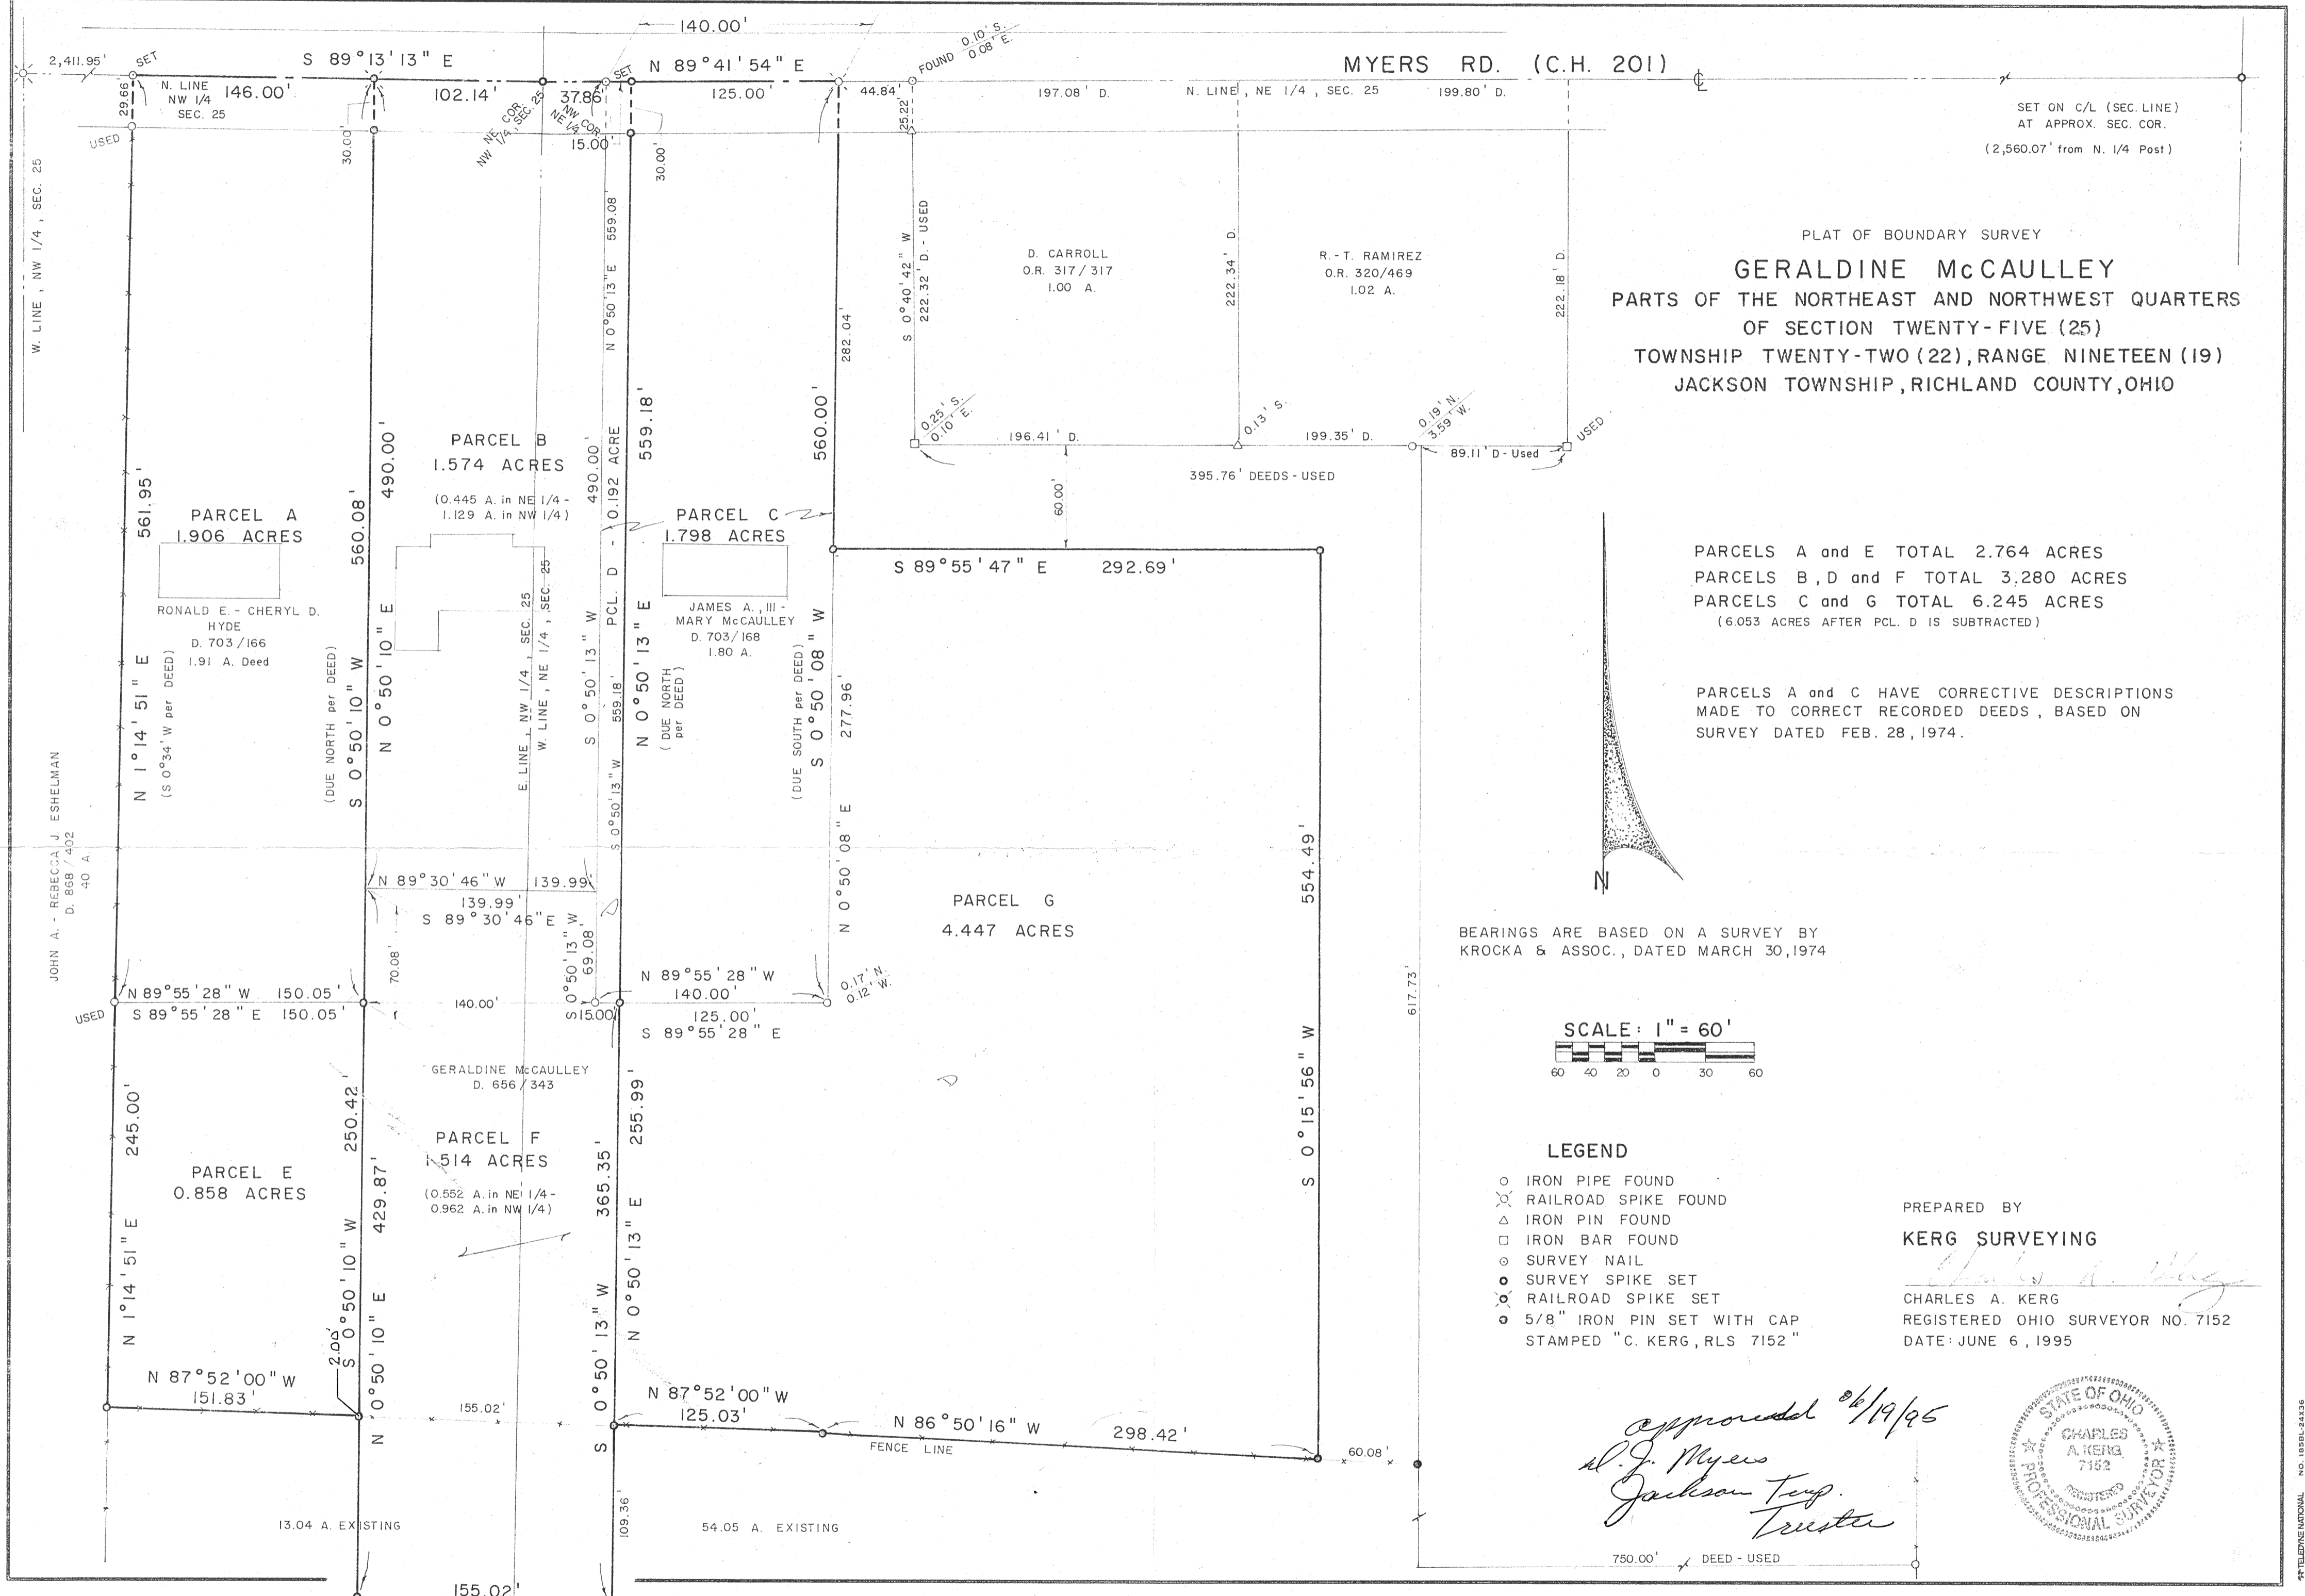 140.00'
2,411.95'
SET
S 89°13'13" E
SET
N 89°41'54" E
FOUND 0.10' S.
0.08' E.
MYERS RD. (C.H. 201)
29.66'
N. LINE
NW 1/4
SEC. 25
146.00'
102.14'
37.86'
125.00'
44.84'
25.22'
197.08' D.
N. LINE, NE 1/4, SEC. 25
199.80' D.
SET ON C/L (SEC. LINE)
AT APPROX. SEC. COR.
(2,560.07' from N. 1/4 Post)
USED
30.00'
NE COR.
NW 1/4, SEC. 25
NW COR.
NE 1/4
15.00'
30.00'
W. LINE, NW 1/4, SEC. 25
N 0°50'13" E 559.08'
282.04'
S 0°40'42" W
222.32' D. - USED
D. CARROLL
O.R. 317/317
1.00 A.
222.34' D.
R.-T. RAMIREZ
O.R. 320/469
1.02 A.
222.18' D.
PLAT OF BOUNDARY SURVEY
GERALDINE McCAULLEY
PARTS OF THE NORTHEAST AND NORTHWEST QUARTERS
OF SECTION TWENTY-FIVE (25)
TOWNSHIP TWENTY-TWO (22), RANGE NINETEEN (19)
JACKSON TOWNSHIP, RICHLAND COUNTY, OHIO
0.25' S.
0.10' E.
196.41' D.
0.13' S.
199.35' D.
0.19' N.
3.59' W.
89.11' D-Used
USED
395.76' DEEDS-USED
60.00'
561.95'
N 1°14'51" E
(S 0°34' W per DEED)
PARCEL A
1.906 ACRES
RONALD E. - CHERYL D.
HYDE
D. 703/166
1.91 A. Deed
560.08'
S 0°50'10" W
(DUE NORTH per DEED)
490.00'
N 0°50'10" E
PARCEL B
1.574 ACRES
(0.445 A. in NE 1/4 -
1.129 A. in NW 1/4)
E. LINE, NW 1/4, SEC. 25
W. LINE, NE 1/4, SEC. 25
490.00'
S 0°50'13" W
PCL. D - 0.192 ACRE
S 0°50'13" W 559.18'
559.18'
N 0°50'13" E
(DUE NORTH
per DEED)
PARCEL C
1.798 ACRES
JAMES A., III -
MARY McCAULLEY
D. 703/168
1.80 A.
560.00'
S 0°50'08" W
(DUE SOUTH per DEED)
N 0°50'08" E 277.96'
S 89°55'47" E 292.69'
PARCELS A and E TOTAL 2.764 ACRES
PARCELS B, D and F TOTAL 3.280 ACRES
PARCELS C and G TOTAL 6.245 ACRES
(6.053 ACRES AFTER PCL. D IS SUBTRACTED)
PARCELS A and C HAVE CORRECTIVE DESCRIPTIONS
MADE TO CORRECT RECORDED DEEDS, BASED ON
SURVEY DATED FEB. 28, 1974.
N
JOHN A. - REBECCA J. ESHELMAN
D. 868/402
40 A.
N 89°30'46" W 139.99'
139.99'
S 89°30'46" E
70.08'
S 0°50'13" W
69.08'
PARCEL G
4.447 ACRES
554.49'
S 0°15'56" W
617.73'
BEARINGS ARE BASED ON A SURVEY BY
KROCKA & ASSOC., DATED MARCH 30, 1974
N 89°55'28" W 150.05'
S 89°55'28" E 150.05'
USED
140.00'
15.00'
N 89°55'28" W
140.00'
125.00'
S 89°55'28" E
0.17' N.
0.12' W.
SCALE: 1" = 60'
60 40 20 0 30 60
GERALDINE McCAULLEY
D. 656/343
245.00'
N 1°14'51" E
PARCEL E
0.858 ACRES
250.42'
S 0°50'10" W
2.00'
429.87'
N 0°50'10" E
PARCEL F
1.514 ACRES
(0.552 A. in NE 1/4 -
0.962 A. in NW 1/4)
365.35'
S 0°50'13" W
255.99'
N 0°50'13" E
LEGEND
IRON PIPE FOUND
RAILROAD SPIKE FOUND
IRON PIN FOUND
IRON BAR FOUND
SURVEY NAIL
SURVEY SPIKE SET
RAILROAD SPIKE SET
5/8" IRON PIN SET WITH CAP
STAMPED "C. KERG, RLS 7152"
PREPARED BY
KERG SURVEYING
Charles A. Kerg
CHARLES A. KERG
REGISTERED OHIO SURVEYOR NO. 7152
DATE: JUNE 6, 1995
N 87°52'00" W
151.83'
155.02'
N 87°52'00" W
125.03'
N 86°50'16" W 298.42'
FENCE LINE
60.08'
approved 06/19/95
D. J. Myers
Jackson Twp.
Trustee
STATE OF OHIO
CHARLES
A. KERG
7152
REGISTERED
PROFESSIONAL SURVEYOR
13.04 A. EXISTING
109.36'
54.05 A. EXISTING
750.00' DEED - USED
155.02'
TELEDYNE NATIONAL NO. 195BL-24X36